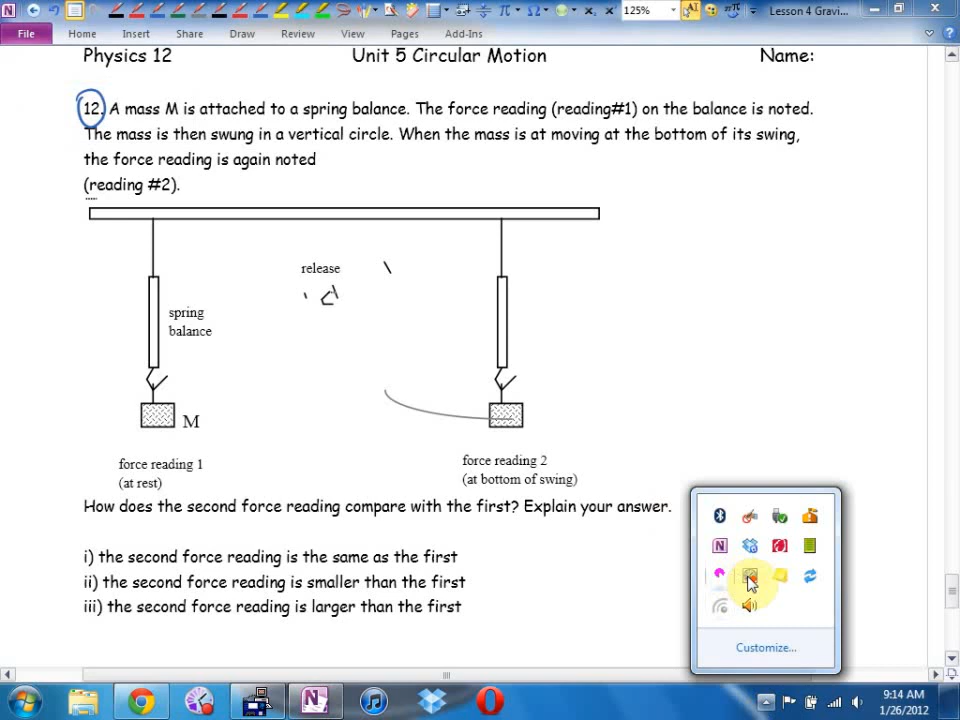 125%
Lesson 4 Gravi...
File Home Insert Share Draw Review View Pages Add-Ins
Physics 12 Unit 5 Circular Motion Name:
12. A mass M is attached to a spring balance. The force reading (reading#1) on the balance is noted.
The mass is then swung in a vertical circle. When the mass is at moving at the bottom of its swing,
the force reading is again noted
(reading #2).
release
spring
balance
M
force reading 1
(at rest)
force reading 2
(at bottom of swing)
How does the second force reading compare with the first? Explain your answer.
i) the second force reading is the same as the first
ii) the second force reading is smaller than the first
iii) the second force reading is larger than the first
Customize...
9:14 AM
1/26/2012